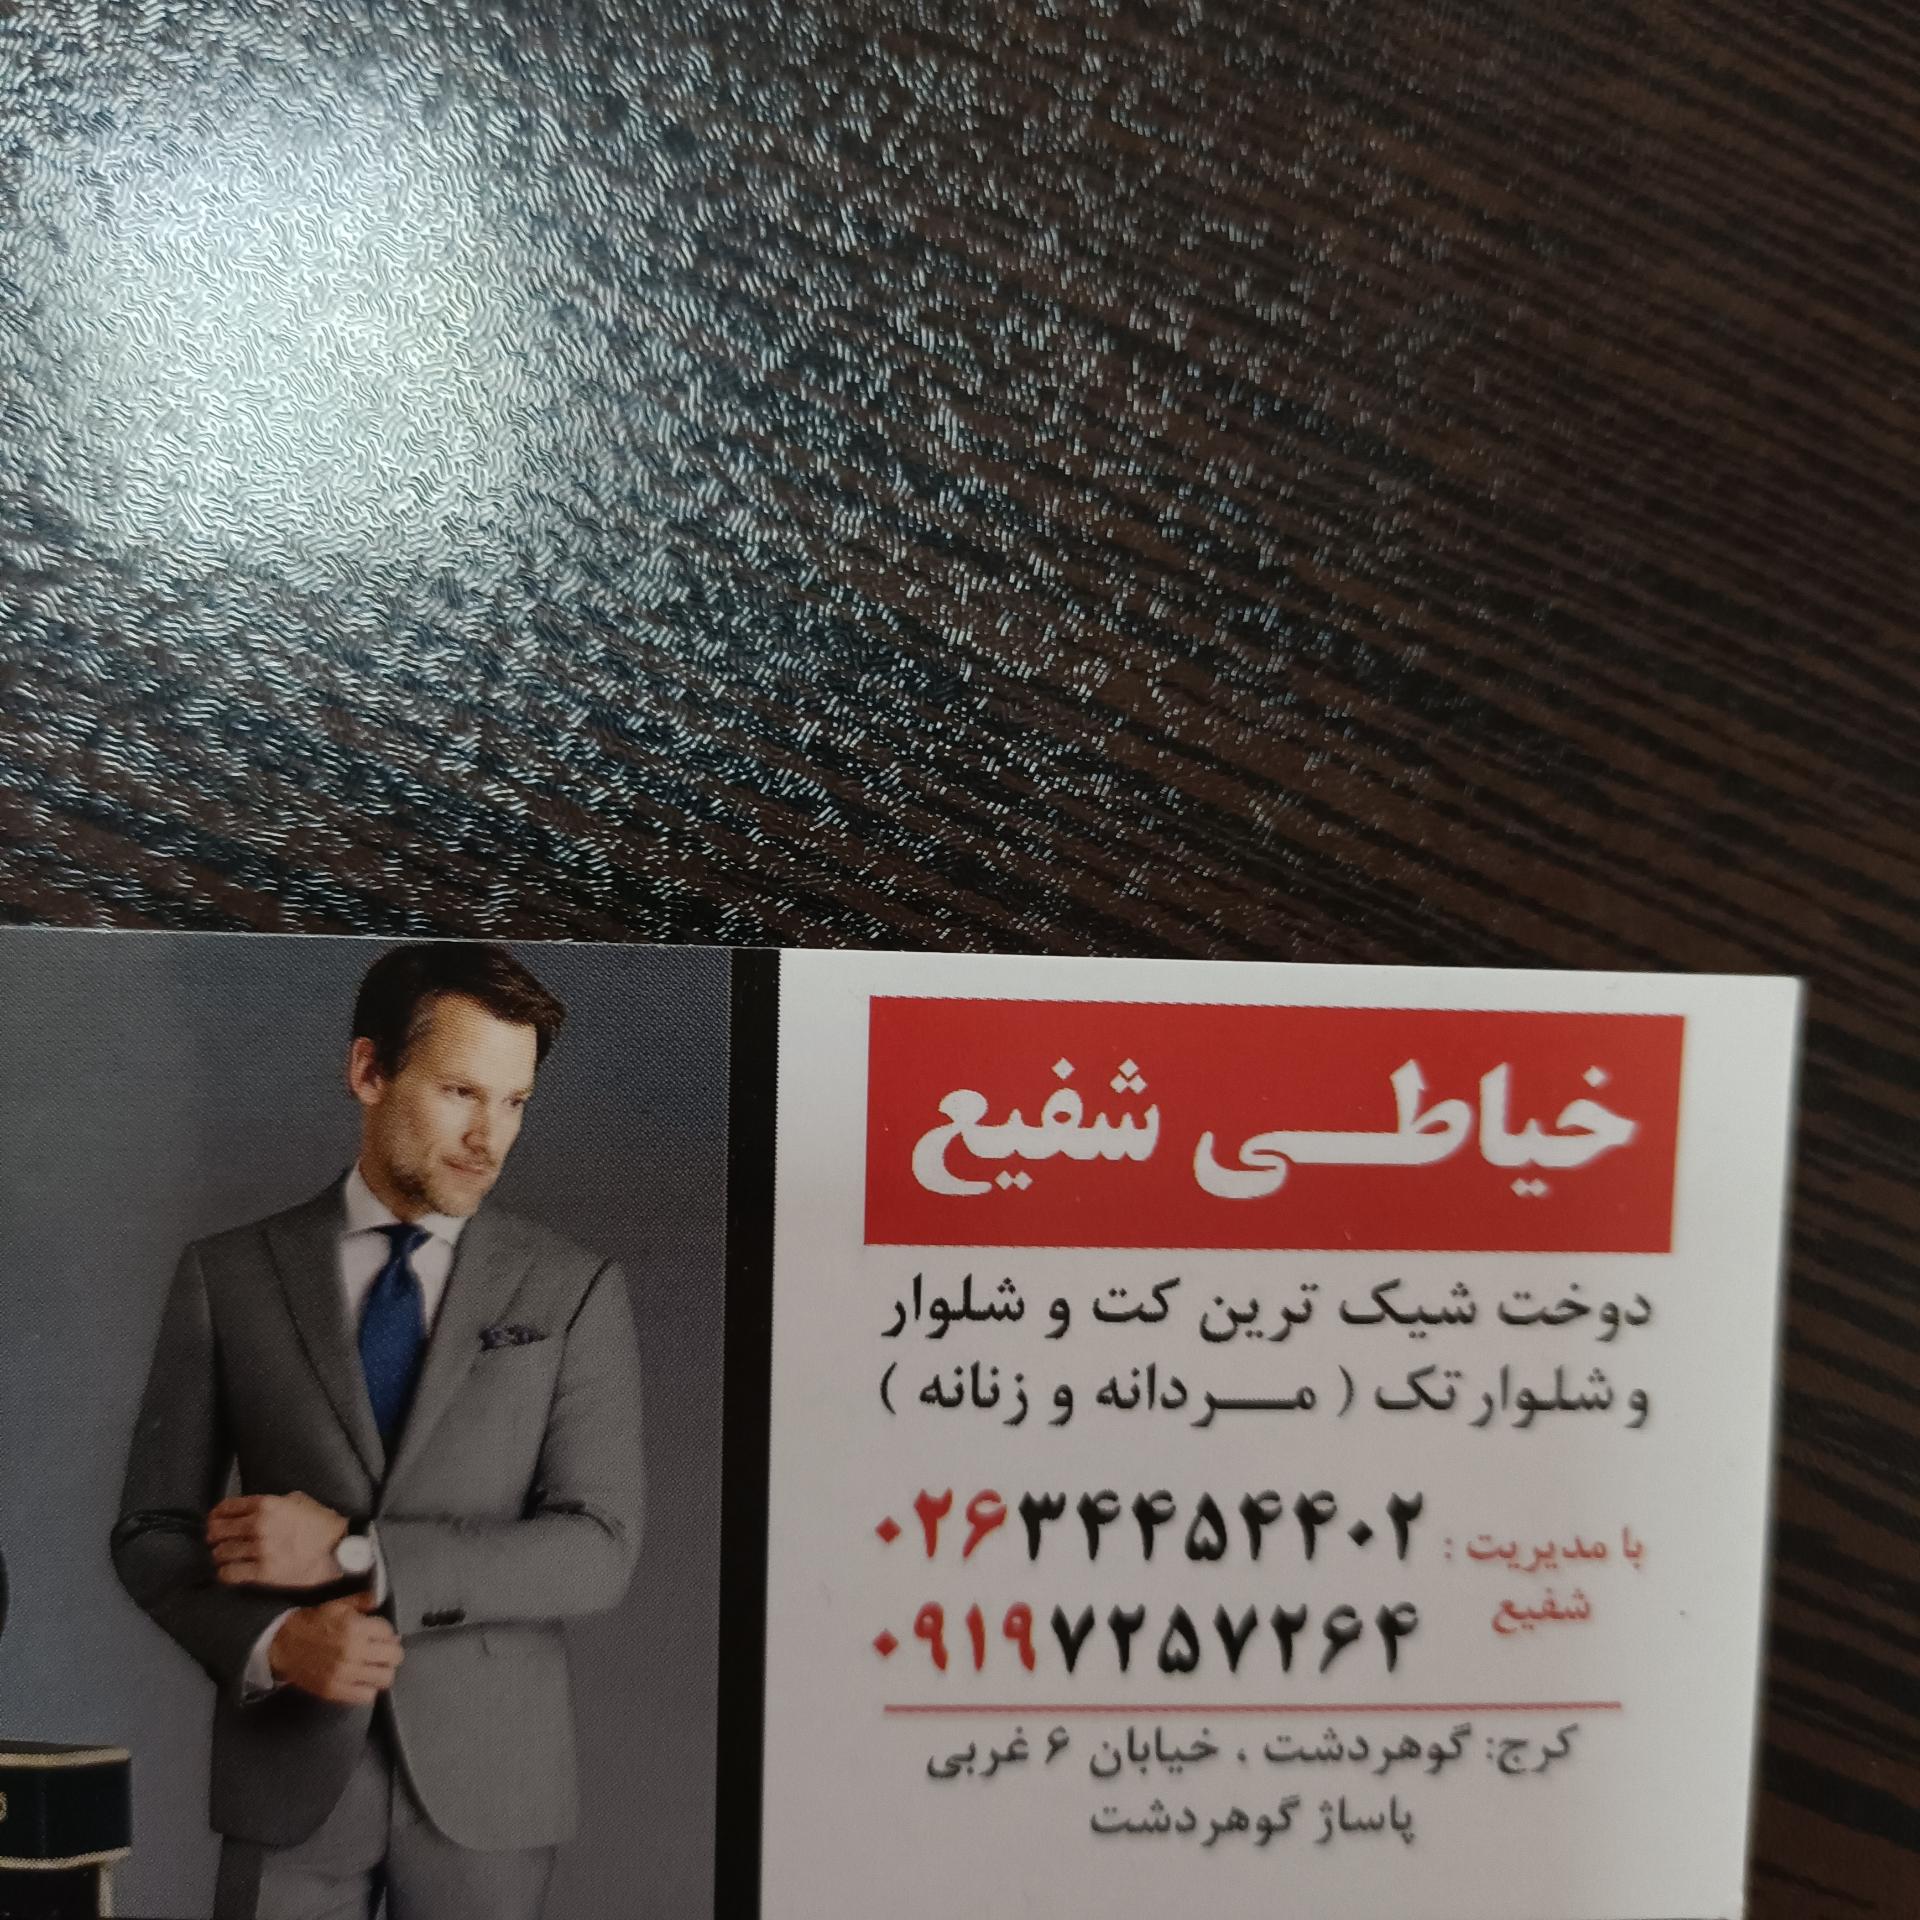 خیاطی شفیع
دوخت شیک ترین کت و شلوار
و شلوار تک ( مردانه و زنانه )
با مدیریت : ۰۲۶۳۴۴۵۴۴۰۲
شفیع ۰۹۱۹۷۲۵۷۲۶۴
کرج: گوهردشت ، خیابان ۶ غربی
پاساژ گوهردشت